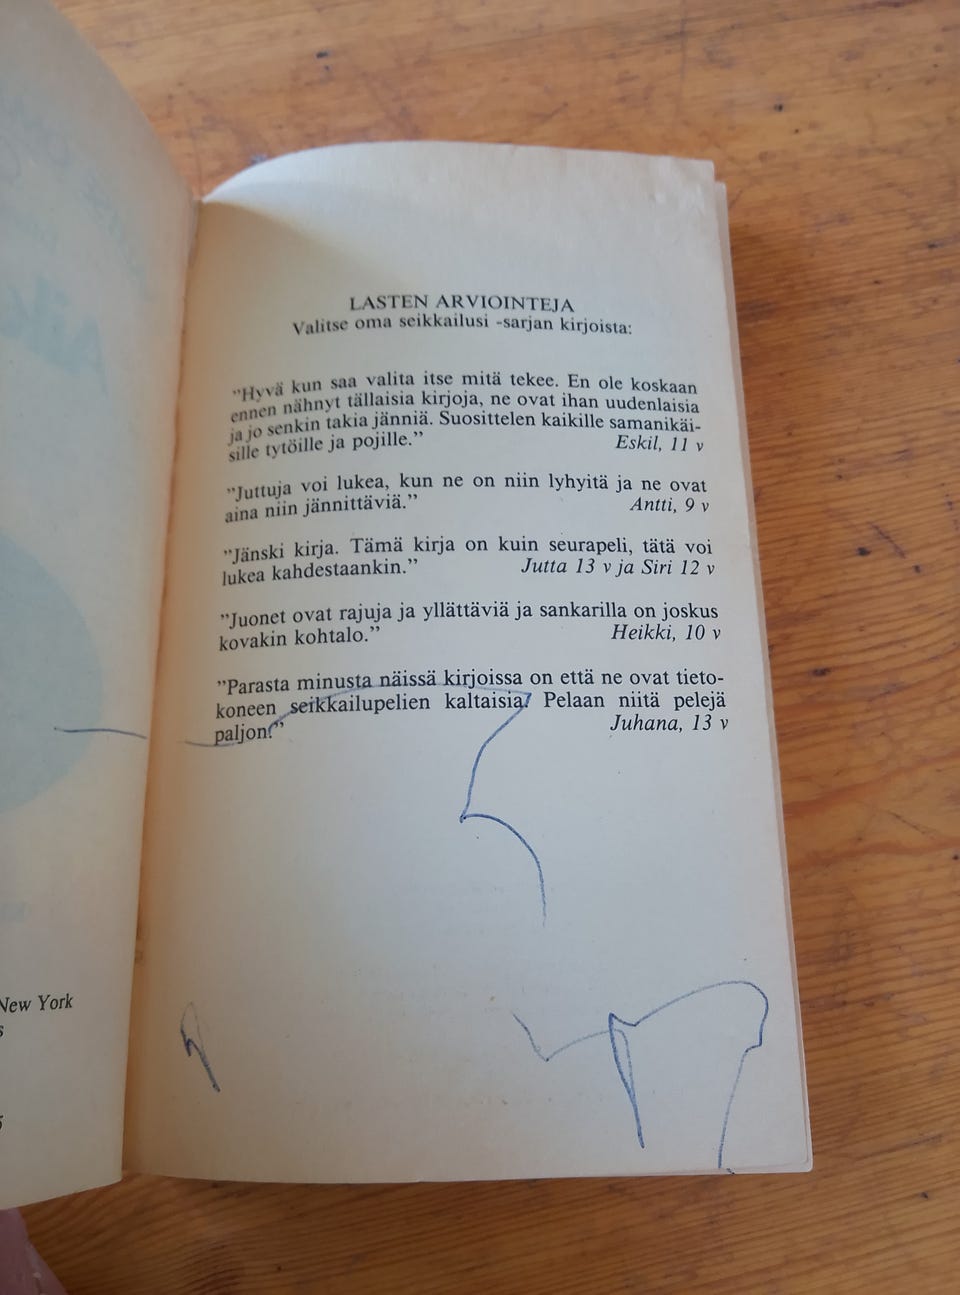 LASTEN ARVIOINTEJA
Valitse oma seikkailusi -sarjan kirjoista:
”Hyvä kun saa valita itse mitä tekee. En ole koskaan
ennen nähnyt tällaisia kirjoja, ne ovat ihan uudenlaisia
ja jo senkin takia jänniä. Suosittelen kaikille samanikäi-
sille tytöille ja pojille.” Eskil, 11 v
”Juttuja voi lukea, kun ne on niin lyhyitä ja ne ovat
aina niin jännittäviä.” Antti, 9 v
”Jänski kirja. Tämä kirja on kuin seurapeli, tätä voi
lukea kahdestaankin.” Jutta 13 v ja Siri 12 v
”Juonet ovat rajuja ja yllättäviä ja sankarilla on joskus
kovakin kohtalo.” Heikki, 10 v
”Parasta minusta näissä kirjoissa on että ne ovat tieto-
koneen seikkailupelien kaltaisia. Pelaan niitä pelejä
paljon.” Juhana, 13 v
New York